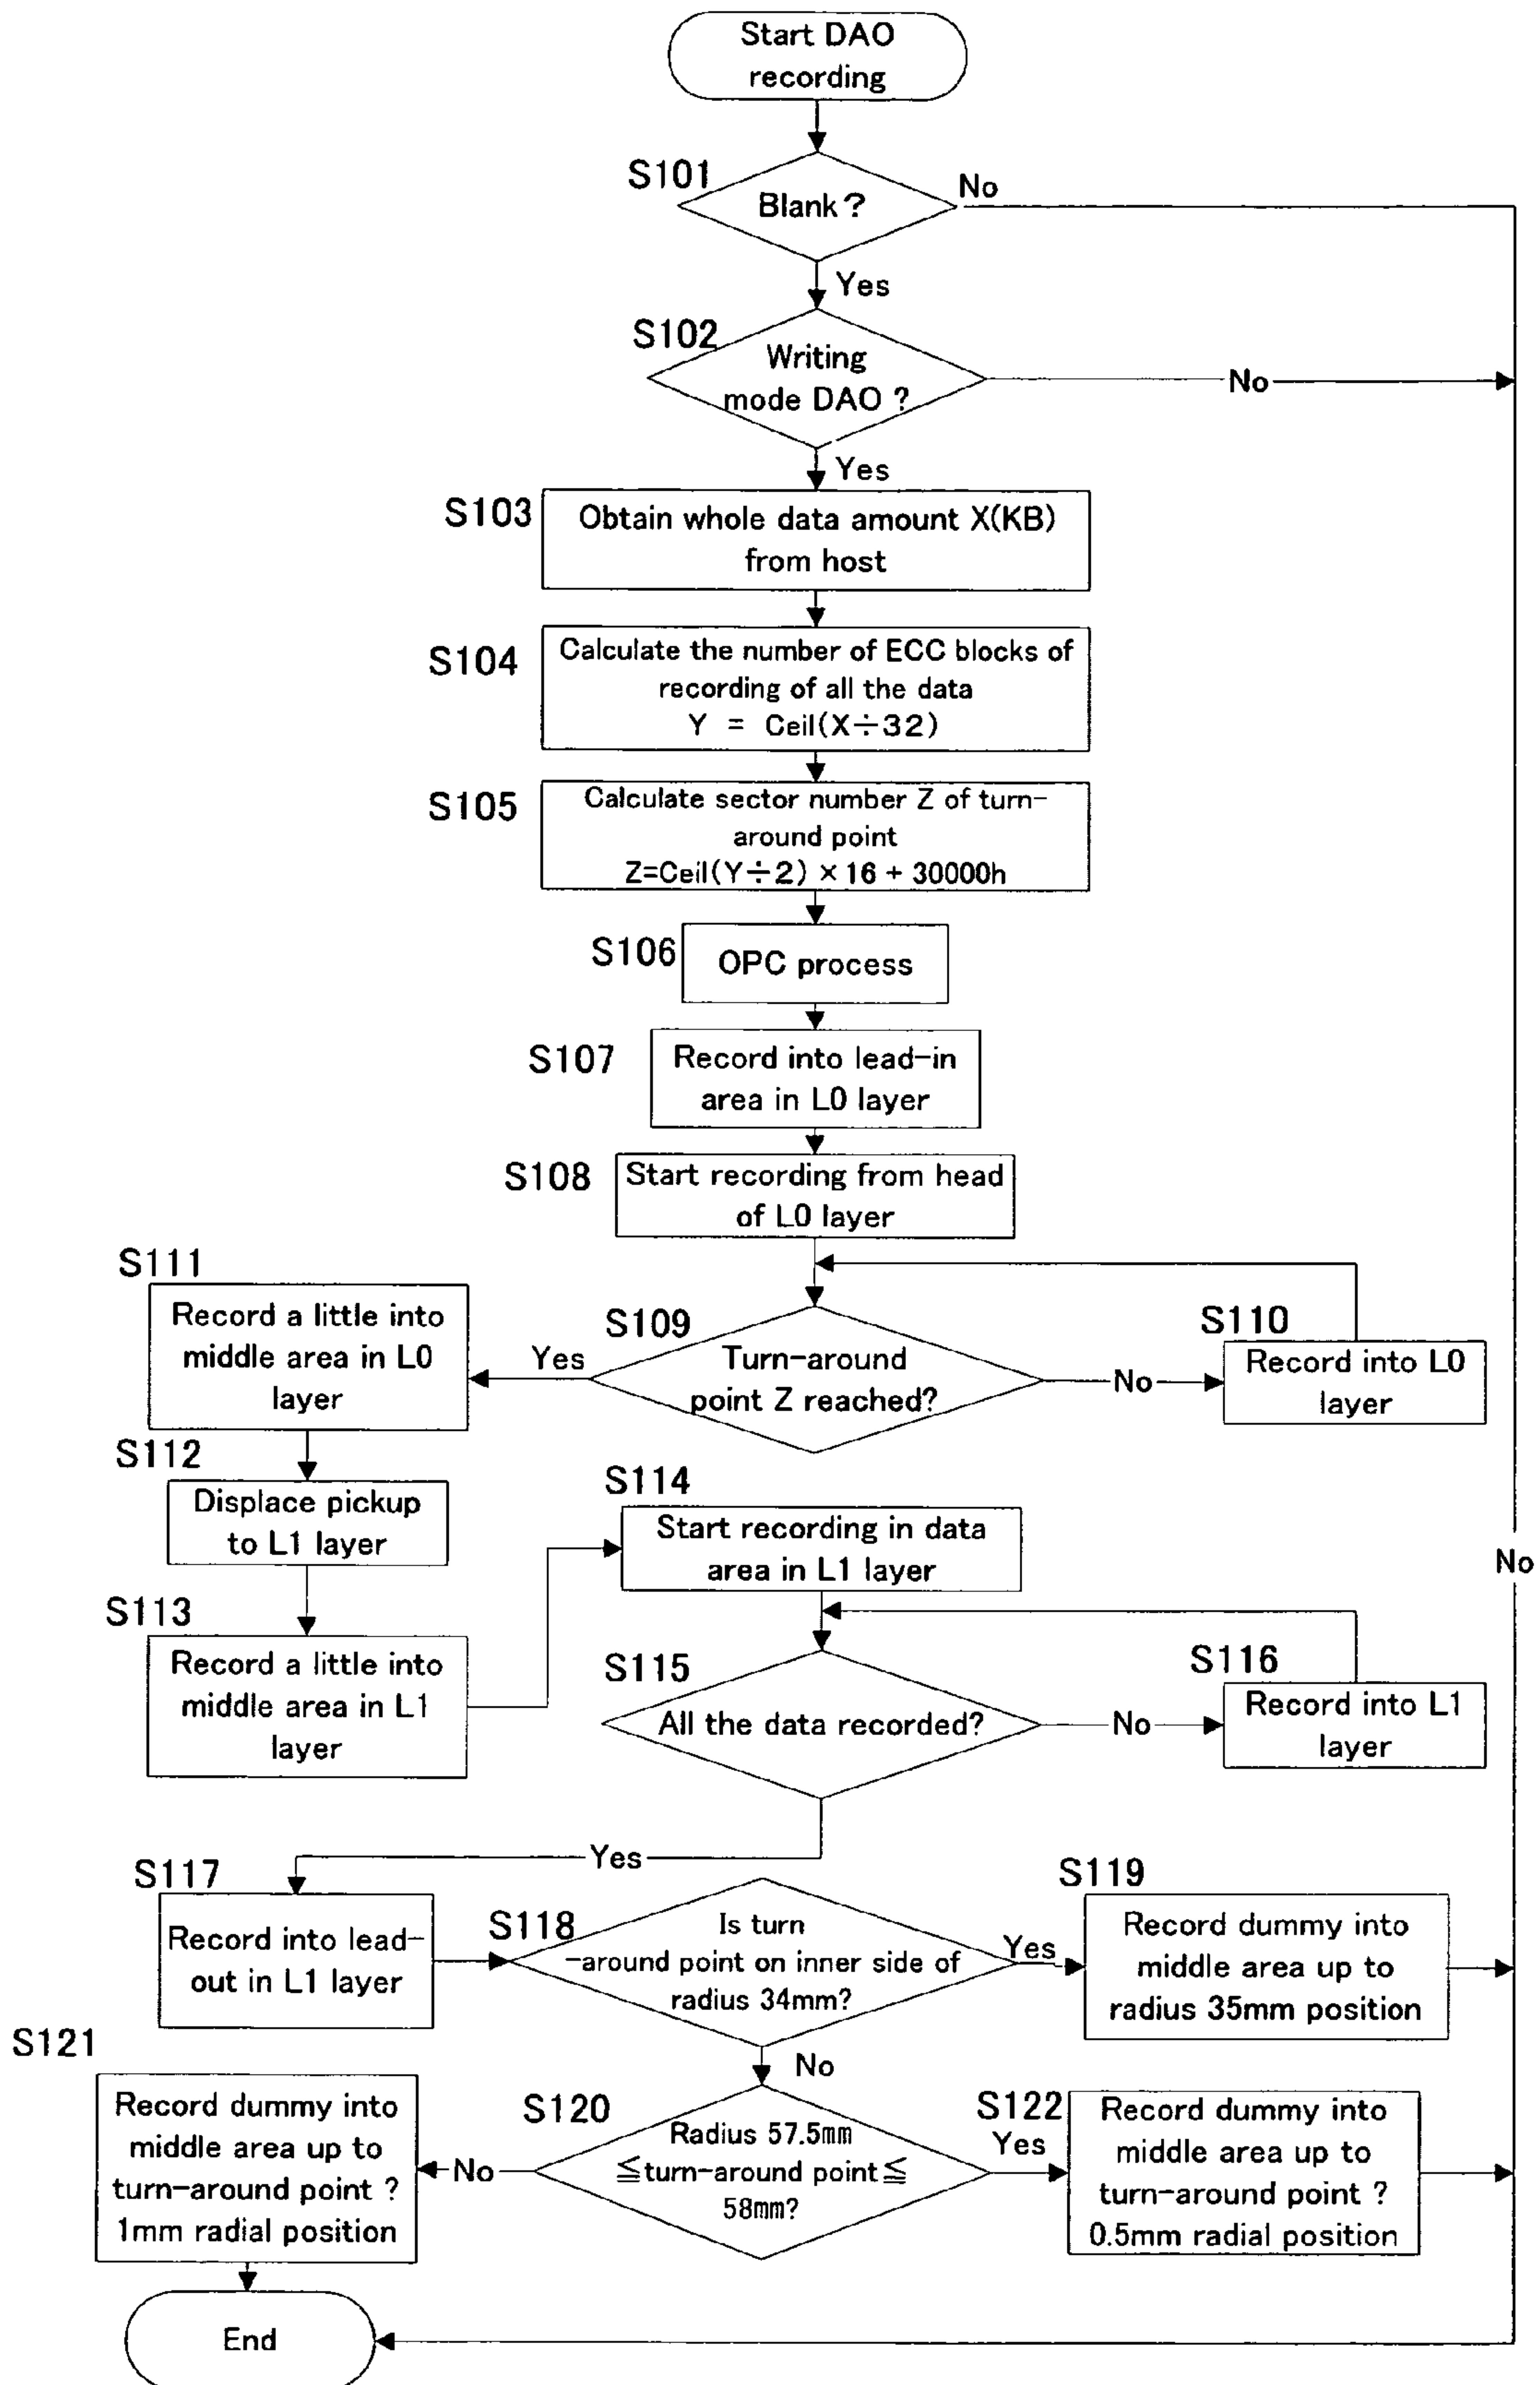 Start DAO
recording
S101
Blank?
No
Yes
S102
Writing
mode DAO ?
No
Yes
S103
Obtain whole data amount X(KB)
from host
S104
Calculate the number of ECC blocks of
recording of all the data
Y = Ceil(X÷32)
S105
Calculate sector number Z of turn-
around point
Z=Ceil(Y÷2) × 16 + 30000h
S106
OPC process
S107
Record into lead-in
area in L0 layer
S108
Start recording from head
of L0 layer
S111
Record a little into
middle area in L0
layer
S109
Turn-around
point Z reached?
Yes
No
S110
Record into L0
layer
S112
Displace pickup
to L1 layer
S113
Record a little into
middle area in L1
layer
S114
Start recording in data
area in L1 layer
No
S115
All the data recorded?
No
S116
Record into L1
layer
Yes
S117
Record into lead-
out in L1 layer
S118
Is turn
-around point on inner side of
radius 34mm?
Yes
S119
Record dummy into
middle area up to
radius 35mm position
No
S121
Record dummy into
middle area up to
turn-around point ?
1mm radial position
S120
Radius 57.5mm
≦turn-around point≦
58mm?
No
Yes
S122
Record dummy into
middle area up to
turn-around point ?
0.5mm radial position
End